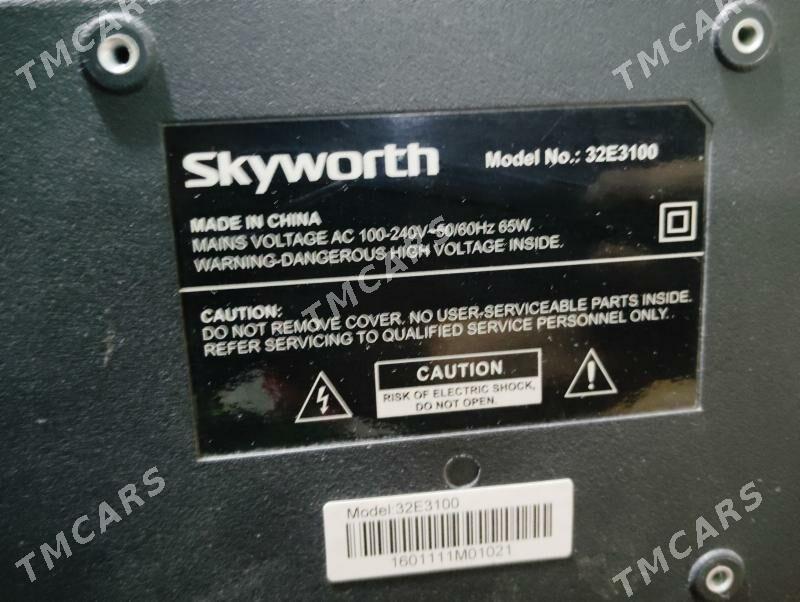 TMCARS
TMCARS
Skyworth
Model No.: 32E3100
MADE IN CHINA
MAINS VOLTAGE AC 100-240V~50/60Hz 65W.
WARNING-DANGEROUS HIGH VOLTAGE INSIDE.
TMCARS
CAUTION:
DO NOT REMOVE COVER. NO USER-SERVICEABLE PARTS INSIDE.
REFER SERVICING TO QUALIFIED SERVICE PERSONNEL ONLY.
CAUTION
RISK OF ELECTRIC SHOCK,
DO NOT OPEN.
Model:32E3100
1601111M01021
TMCARS
TMCARS